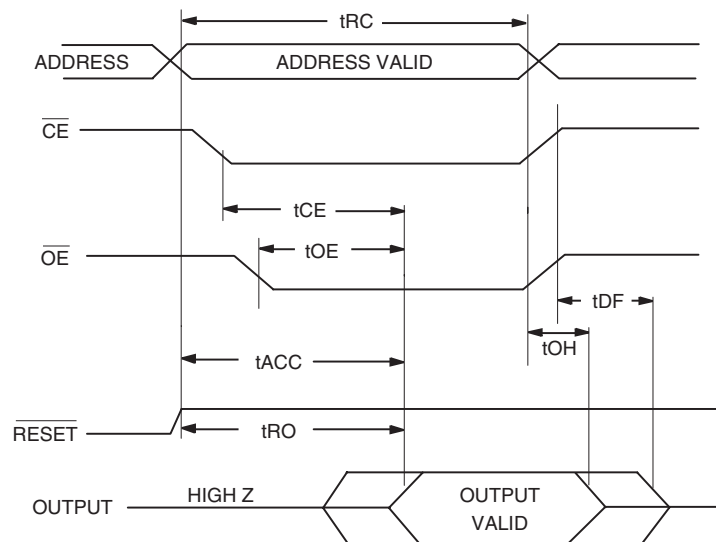 tRC
ADDRESS ADDRESS VALID
CE
tCE
tOE
OE
tDF
tOH
tACC
RESET
tRO
OUTPUT HIGH Z OUTPUT
VALID